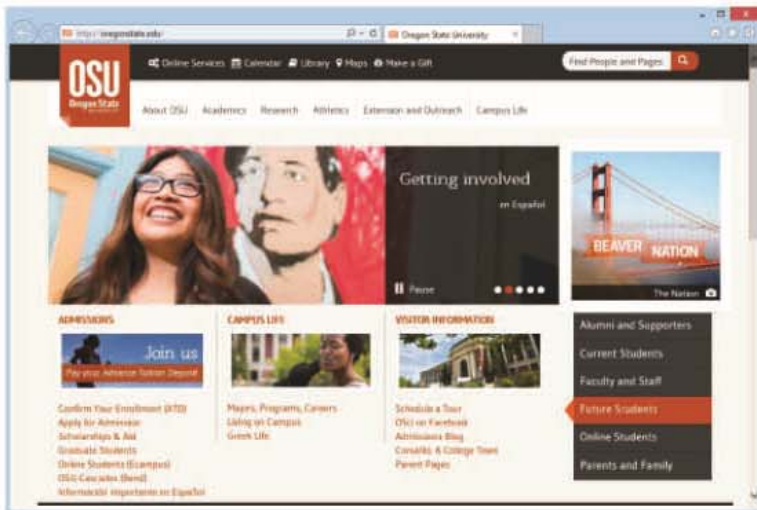 http://oregonstate.edu/
Oregon State University
Online Services Calendar Library Maps Make a Gift
Find People and Pages
OSU
Oregon State
About OSU Academics Research Athletics Extension and Outreach Campus Life
Getting involved
en Español
Pause
BEAVER NATION
The Nation
ADMISSIONS
Join us
Pay your Advance Tuition Deposit
Confirm Your Enrollment (ATD)
Apply for Admission
Scholarships & Aid
Graduate Students
Online Students (Ecampus)
OSU-Cascades (Bend)
Información importante en Español
CAMPUS LIFE
Majors, Programs, Careers
Living on Campus
Greek Life
VISITOR INFORMATION
Schedule a Tour
OSU on Facebook
Admissions Blog
Corvallis: A College Town
Parent Pages
Alumni and Supporters
Current Students
Faculty and Staff
Future Students
Online Students
Parents and Family